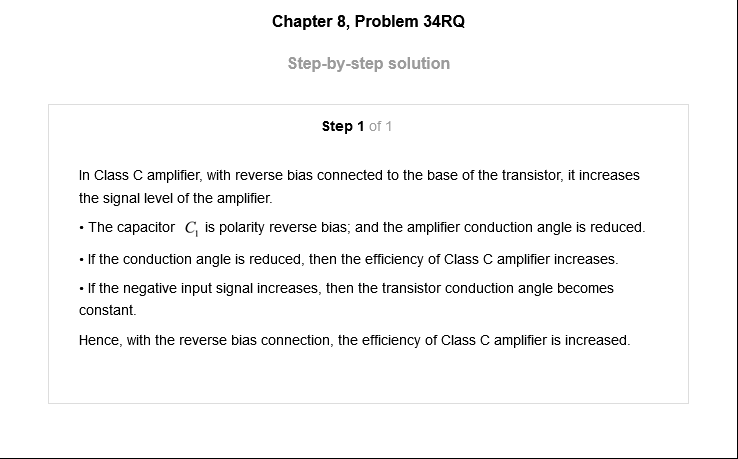 Chapter 8, Problem 34RQ
Step-by-step solution
Step 1 of 1
In Class C amplifier, with reverse bias connected to the base of the transistor, it increases
the signal level of the amplifier.
• The capacitor C₁ is polarity reverse bias; and the amplifier conduction angle is reduced.
• If the conduction angle is reduced, then the efficiency of Class C amplifier increases.
• If the negative input signal increases, then the transistor conduction angle becomes
constant.
Hence, with the reverse bias connection, the efficiency of Class C amplifier is increased.